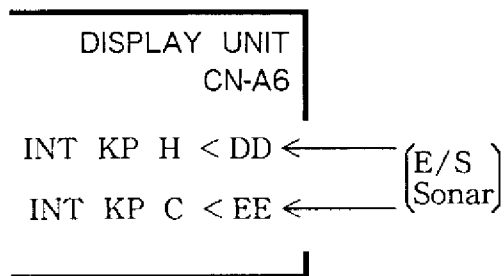 DISPLAY UNIT
CN-A6
INT KP H < DD
INT KP C < EE
E/S
Sonar